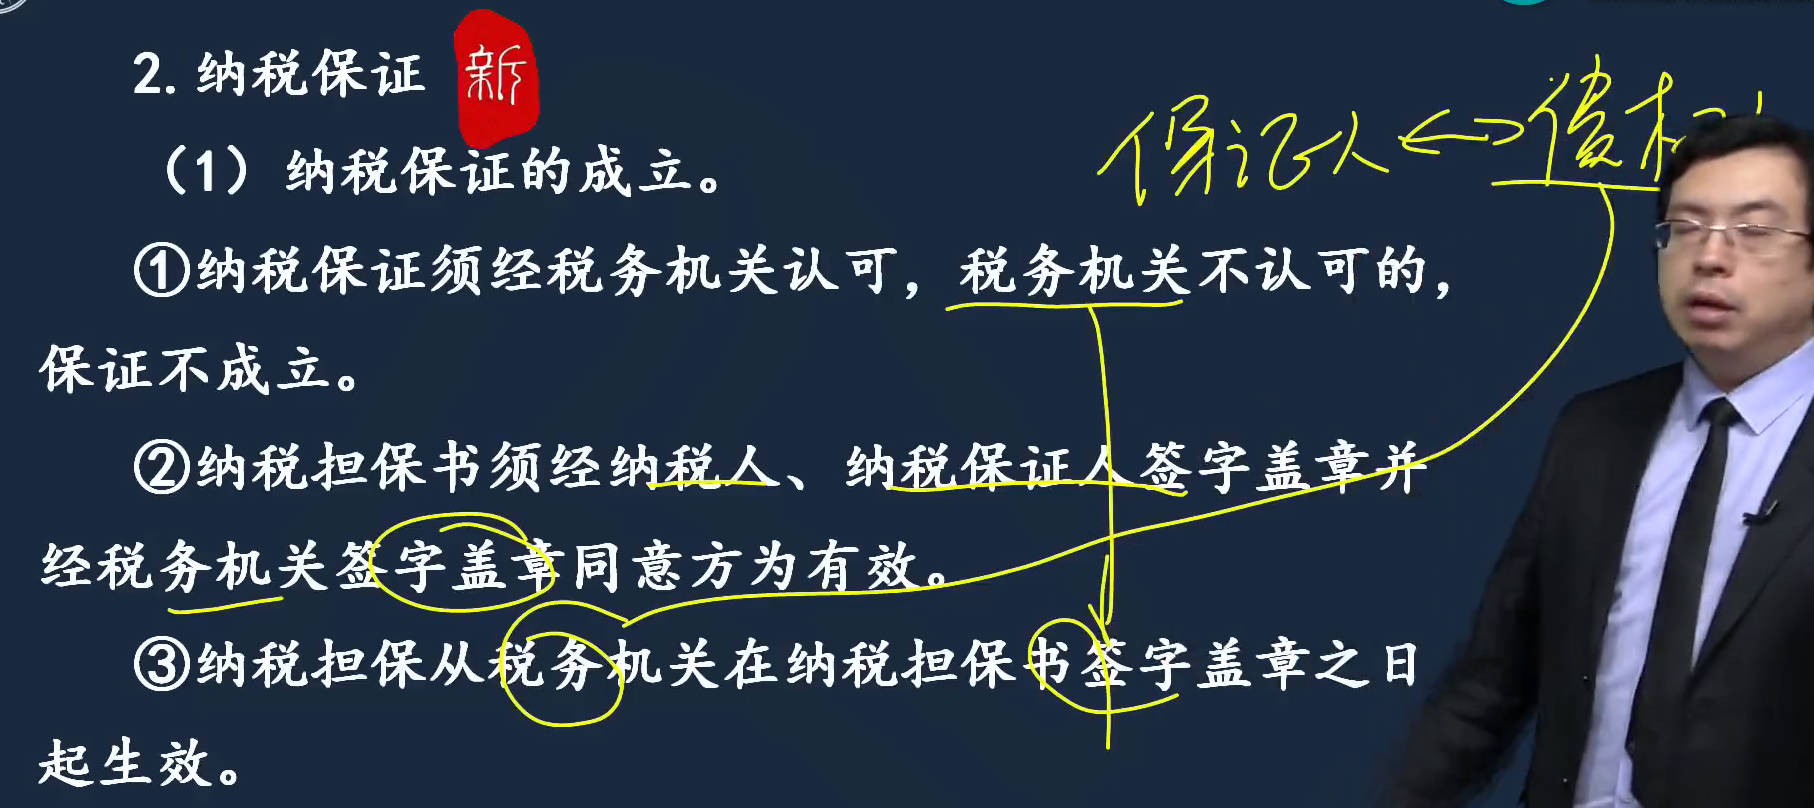 2. 纳税保证 新
保证人 ↔ 债权
（1）纳税保证的成立。
①纳税保证须经税务机关认可，税务机关不认可的，
保证不成立。
②纳税担保书须经纳税人、纳税保证人签字盖章并
经税务机关签字盖章同意方为有效。
③纳税担保从税务机关在纳税担保书签字盖章之日
起生效。